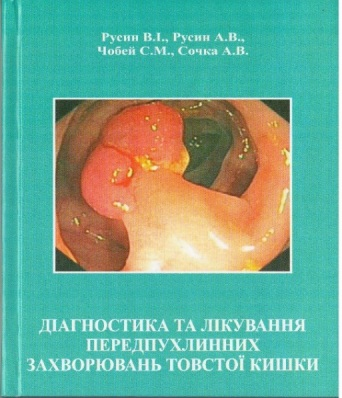 Русин В.І., Русин А.В.,
Чобей С.М., Сочка А.В.
ДІАГНОСТИКА ТА ЛІКУВАННЯ
ПЕРЕДПУХЛИННИХ
ЗАХВОРЮВАНЬ ТОВСТОЇ КИШКИ